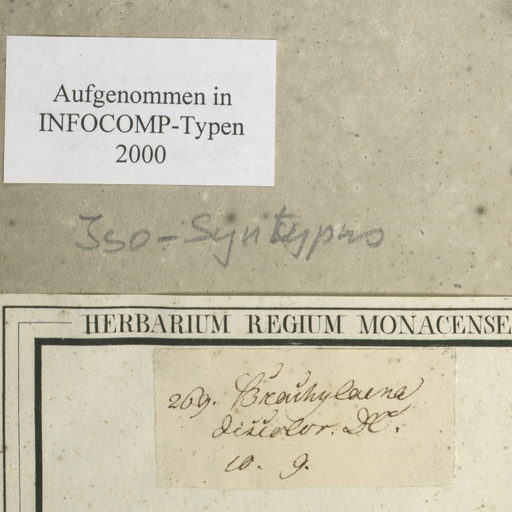 Aufgenommen in
INFOCOMP-Typen
2000
Iso-Syntypus
HERBARIUM REGIUM MONACENSE
269. Brachylaena
discolor. DC.
10. 9.